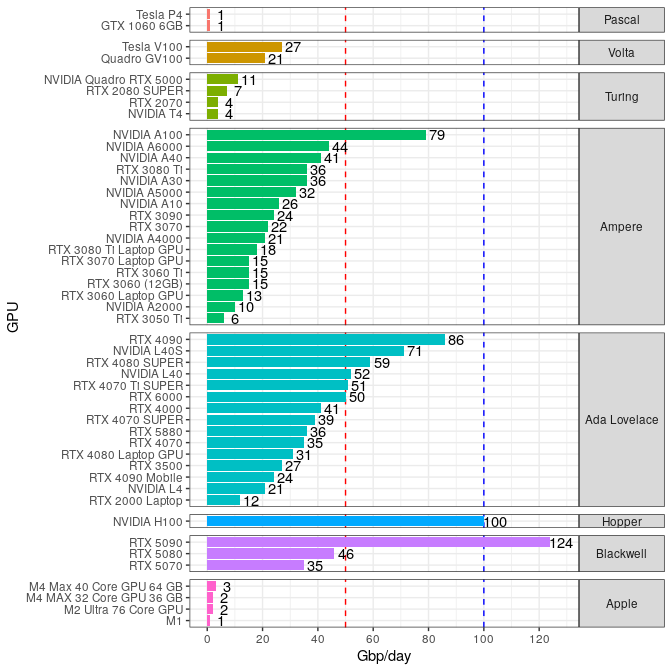 Tesla P4 1
GTX 1060 6GB 1
Pascal
Tesla V100 27
Quadro GV100 21
Volta
NVIDIA Quadro RTX 5000 11
RTX 2080 SUPER 7
RTX 2070 4
NVIDIA T4 4
Turing
NVIDIA A100 79
NVIDIA A6000 44
NVIDIA A40 41
RTX 3080 Ti 36
NVIDIA A30 36
NVIDIA A5000 32
NVIDIA A10 26
RTX 3090 24
RTX 3070 22
NVIDIA A4000 21
RTX 3080 Ti Laptop GPU 18
RTX 3070 Laptop GPU 15
RTX 3060 Ti 15
RTX 3060 (12GB) 15
RTX 3060 Laptop GPU 13
NVIDIA A2000 10
RTX 3050 Ti 6
Ampere
RTX 4090 86
NVIDIA L40S 71
RTX 4080 SUPER 59
NVIDIA L40 52
RTX 4070 Ti SUPER 51
RTX 6000 50
RTX 4000 41
RTX 4070 SUPER 39
RTX 5880 36
RTX 4070 35
RTX 4080 Laptop GPU 31
RTX 3500 27
RTX 4090 Mobile 24
NVIDIA L4 21
RTX 2000 Laptop 12
Ada Lovelace
NVIDIA H100 100
Hopper
RTX 5090 124
RTX 5080 46
RTX 5070 35
Blackwell
M4 Max 40 Core GPU 64 GB 3
M4 MAX 32 Core GPU 36 GB 2
M2 Ultra 76 Core GPU 2
M1 1
Apple
0 20 40 60 80 100 120
Gbp/day
GPU